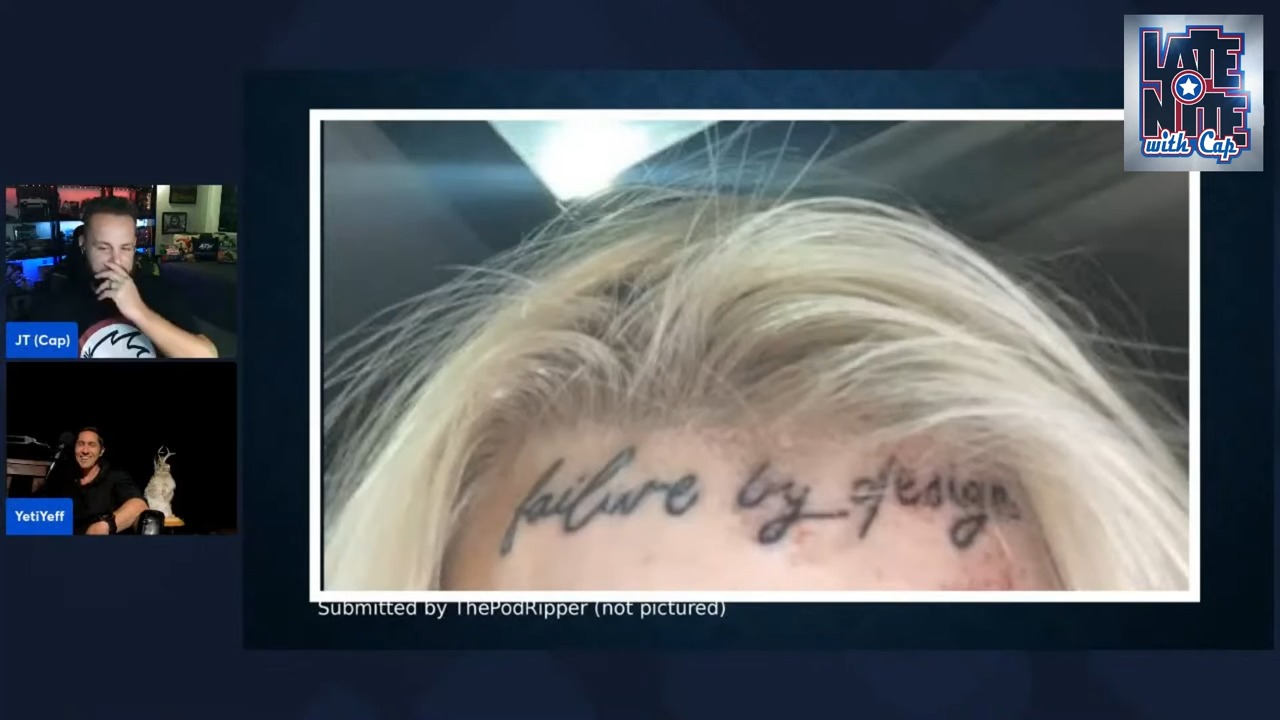 LATE
NITE
with Cap
JT (Cap)
YetiYeff
failure by design
Submitted by ThePodRipper (not pictured)